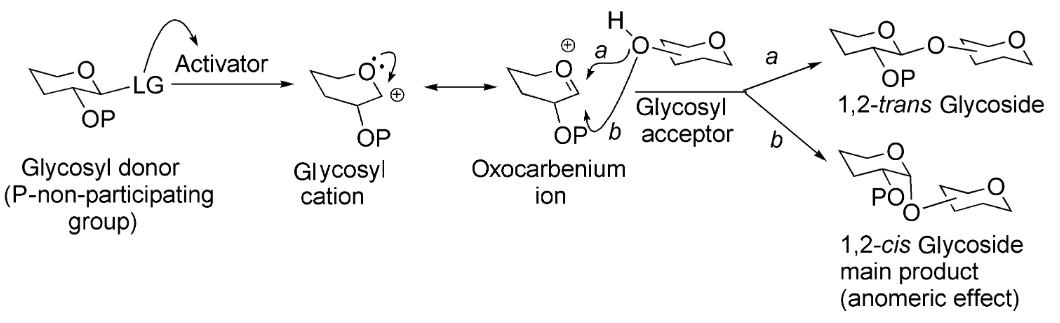 O
LG
OP
Activator
O
⊕
OP
⊕
O
OP
H
O
O
a
b
Glycosyl
acceptor
a
b
O
O
O
OP
1,2-trans Glycoside
O
PO
O
O
1,2-cis Glycoside
main product
(anomeric effect)
Glycosyl donor
(P-non-participating
group)
Glycosyl
cation
Oxocarbenium
ion